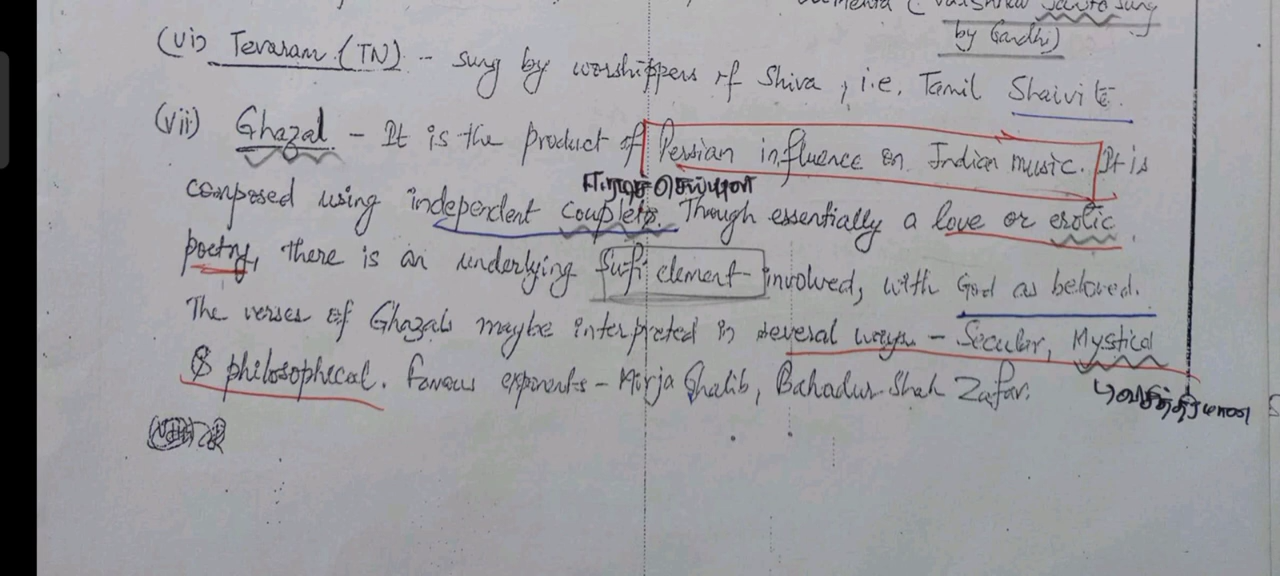 (Vaishnav Janato sung
by Gandhi)
(vi) Tevaram (TN) - sung by worshippers of Shiva, i.e. Tamil Shaivite.
(vii) Ghazal - It is the product of Persian influence on Indian music. It is
composed using independent couplets. Though essentially a love or erotic
poetry, there is an underlying Sufi element involved, with God as beloved.
The verses of Ghazals maybe interpreted in several ways - Secular, Mystical
& philosophical. Famous exponents - Mirja Ghalib, Bahadur Shah Zafar.